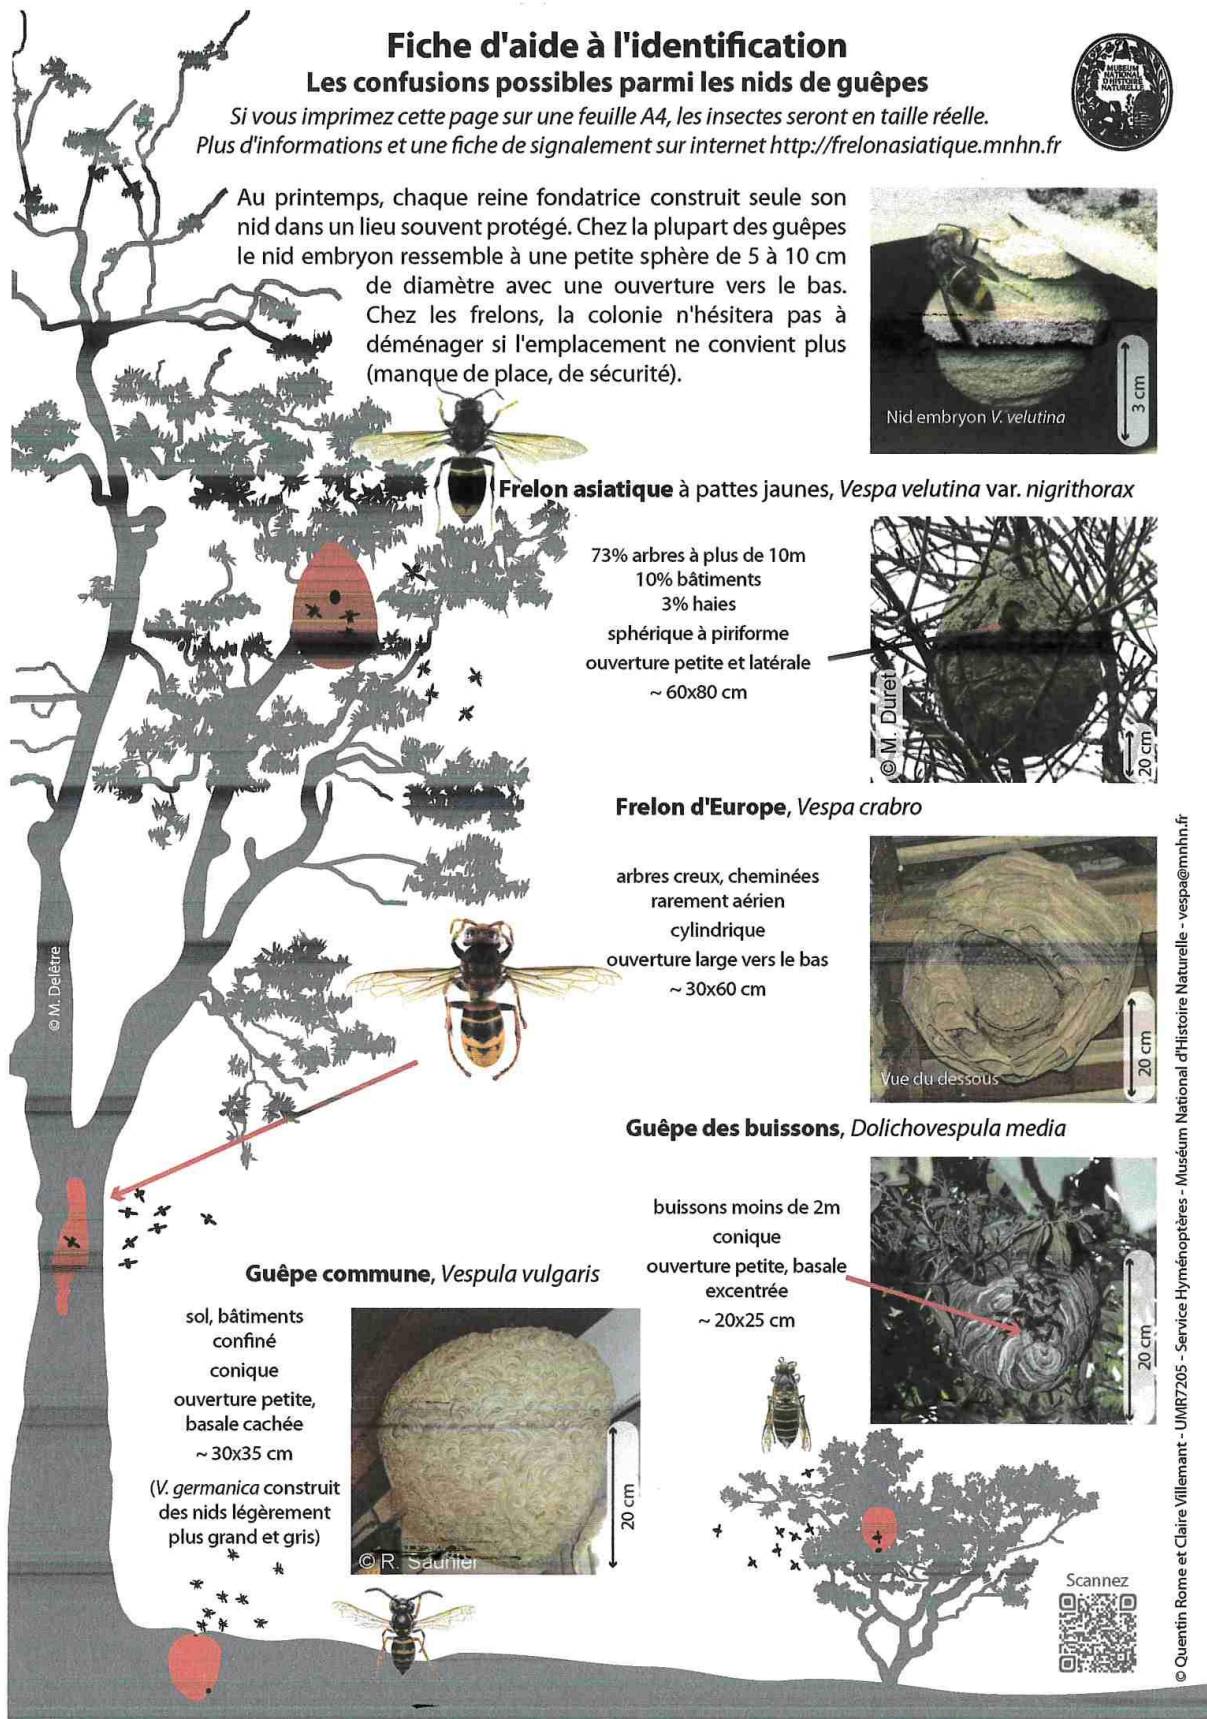 Fiche d'aide à l'identification
Les confusions possibles parmi les nids de guêpes
Si vous imprimez cette page sur une feuille A4, les insectes seront en taille réelle.
Plus d'informations et une fiche de signalement sur internet http://frelonasiatique.mnhn.fr
MUSEUM
NATIONAL
D'HISTOIRE
NATURELLE
Au printemps, chaque reine fondatrice construit seule son
nid dans un lieu souvent protégé. Chez la plupart des guêpes
le nid embryon ressemble à une petite sphère de 5 à 10 cm
de diamètre avec une ouverture vers le bas.
Chez les frelons, la colonie n'hésitera pas à
déménager si l'emplacement ne convient plus
(manque de place, de sécurité).
Nid embryon V. velutina
3 cm
Frelon asiatique à pattes jaunes, Vespa velutina var. nigrithorax
73% arbres à plus de 10m
10% bâtiments
3% haies
sphérique à piriforme
ouverture petite et latérale
~ 60x80 cm
© M. Duret
20 cm
Frelon d'Europe, Vespa crabro
arbres creux, cheminées
rarement aérien
cylindrique
ouverture large vers le bas
~ 30x60 cm
Vue du dessous
20 cm
© M. Delêtre
Guêpe des buissons, Dolichovespula media
buissons moins de 2m
conique
ouverture petite, basale
excentrée
~ 20x25 cm
20 cm
Guêpe commune, Vespula vulgaris
sol, bâtiments
confiné
conique
ouverture petite,
basale cachée
~ 30x35 cm
(V. germanica construit
des nids légèrement
plus grand et gris)
© R. Saunier
20 cm
Scannez
© Quentin Rome et Claire Villemant - UMR7205 - Service Hyménoptères - Muséum National d'Histoire Naturelle - vespa@mnhn.fr